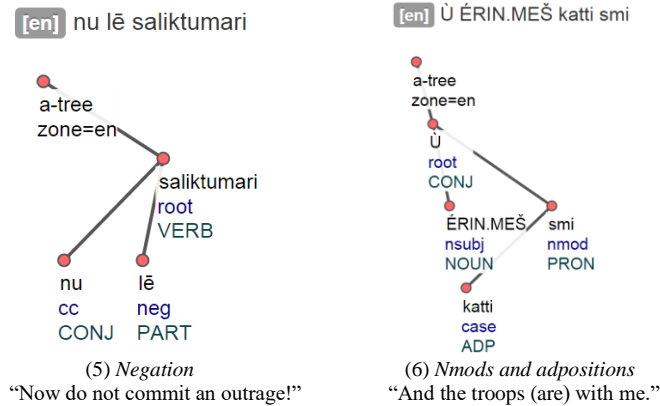 [en] nu lē saliktumari
a-tree
zone=en
saliktumari
root
VERB
nu
cc
CONJ
lē
neg
PART
(5) Negation
“Now do not commit an outrage!”
[en] Ù ÉRIN.MEŠ katti smi
a-tree
zone=en
Ù
root
CONJ
ÉRIN.MEŠ
nsubj
NOUN
smi
nmod
PRON
katti
case
ADP
(6) Nmods and adpositions
“And the troops (are) with me.”